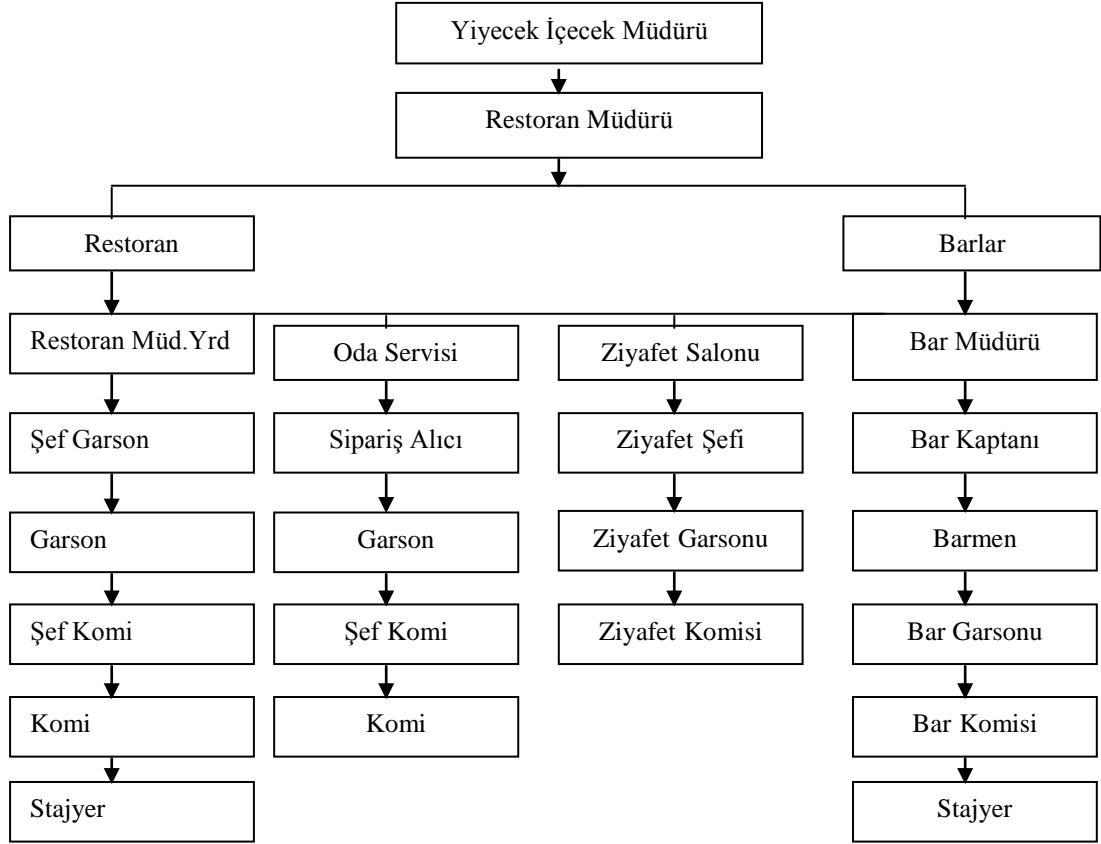 Yiyecek İçecek Müdürü
Restoran Müdürü
Restoran
Barlar
Restoran Müd.Yrd
Oda Servisi
Ziyafet Salonu
Bar Müdürü
Şef Garson
Sipariş Alıcı
Ziyafet Şefi
Bar Kaptanı
Garson
Garson
Ziyafet Garsonu
Barmen
Şef Komi
Şef Komi
Ziyafet Komisi
Bar Garsonu
Komi
Komi
Bar Komisi
Stajyer
Stajyer